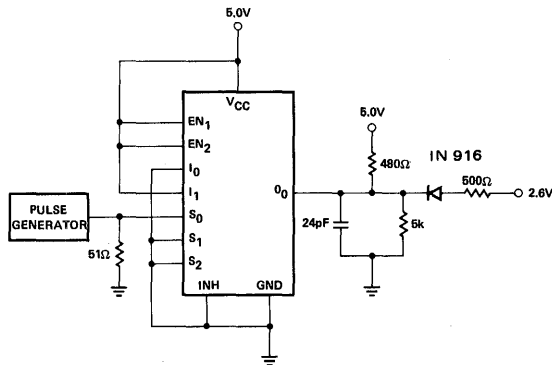 5.0V
VCC
EN1
EN2
I0
I1
S0
S1
S2
INH
GND
O0
PULSE
GENERATOR
51Ω
5.0V
480Ω
IN 916
500Ω
2.6V
24pF
5k